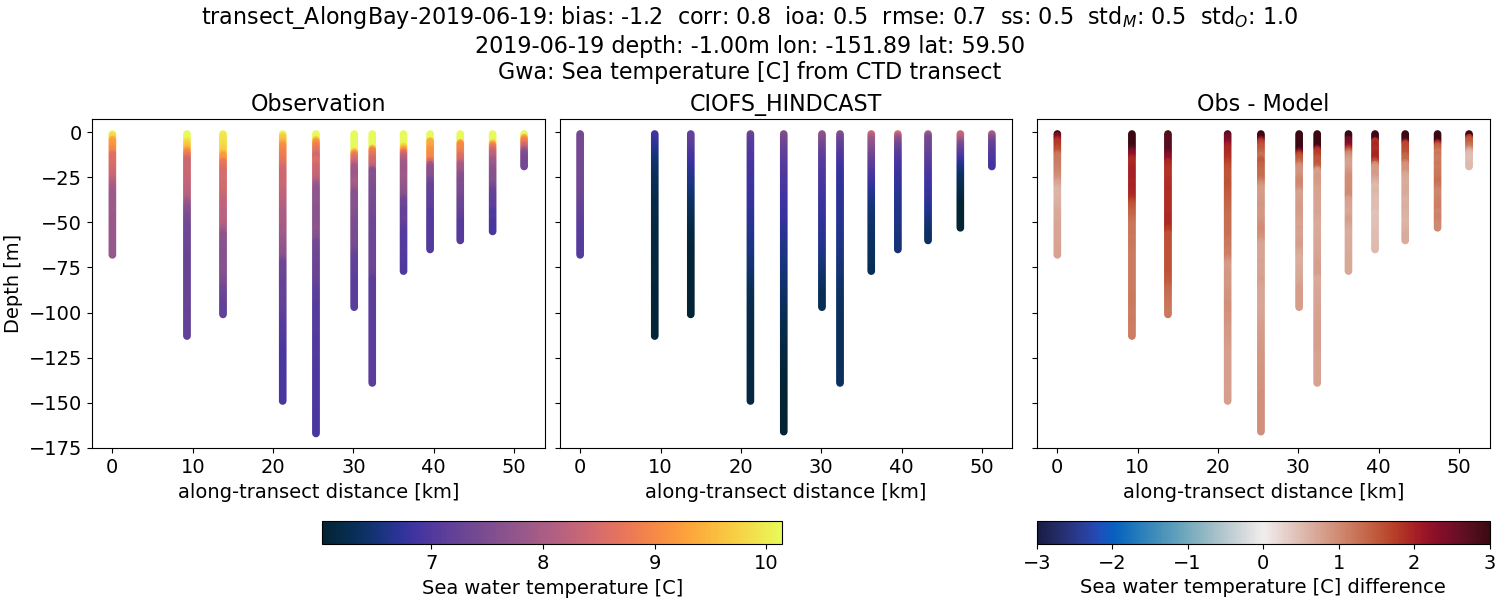 transect_AlongBay-2019-06-19: bias: -1.2  corr: 0.8  ioa: 0.5  rmse: 0.7  ss: 0.5  std_M: 0.5  std_O: 1.0
2019-06-19 depth: -1.00m lon: -151.89 lat: 59.50
Gwa: Sea temperature [C] from CTD transect
Observation
CIOFS_HINDCAST
Obs - Model
0
−25
−50
−75
−100
−125
−150
−175
Depth [m]
0 10 20 30 40 50
0 10 20 30 40 50
0 10 20 30 40 50
along-transect distance [km]
along-transect distance [km]
along-transect distance [km]
7 8 9 10
Sea water temperature [C]
−3 −2 −1 0 1 2 3
Sea water temperature [C] difference